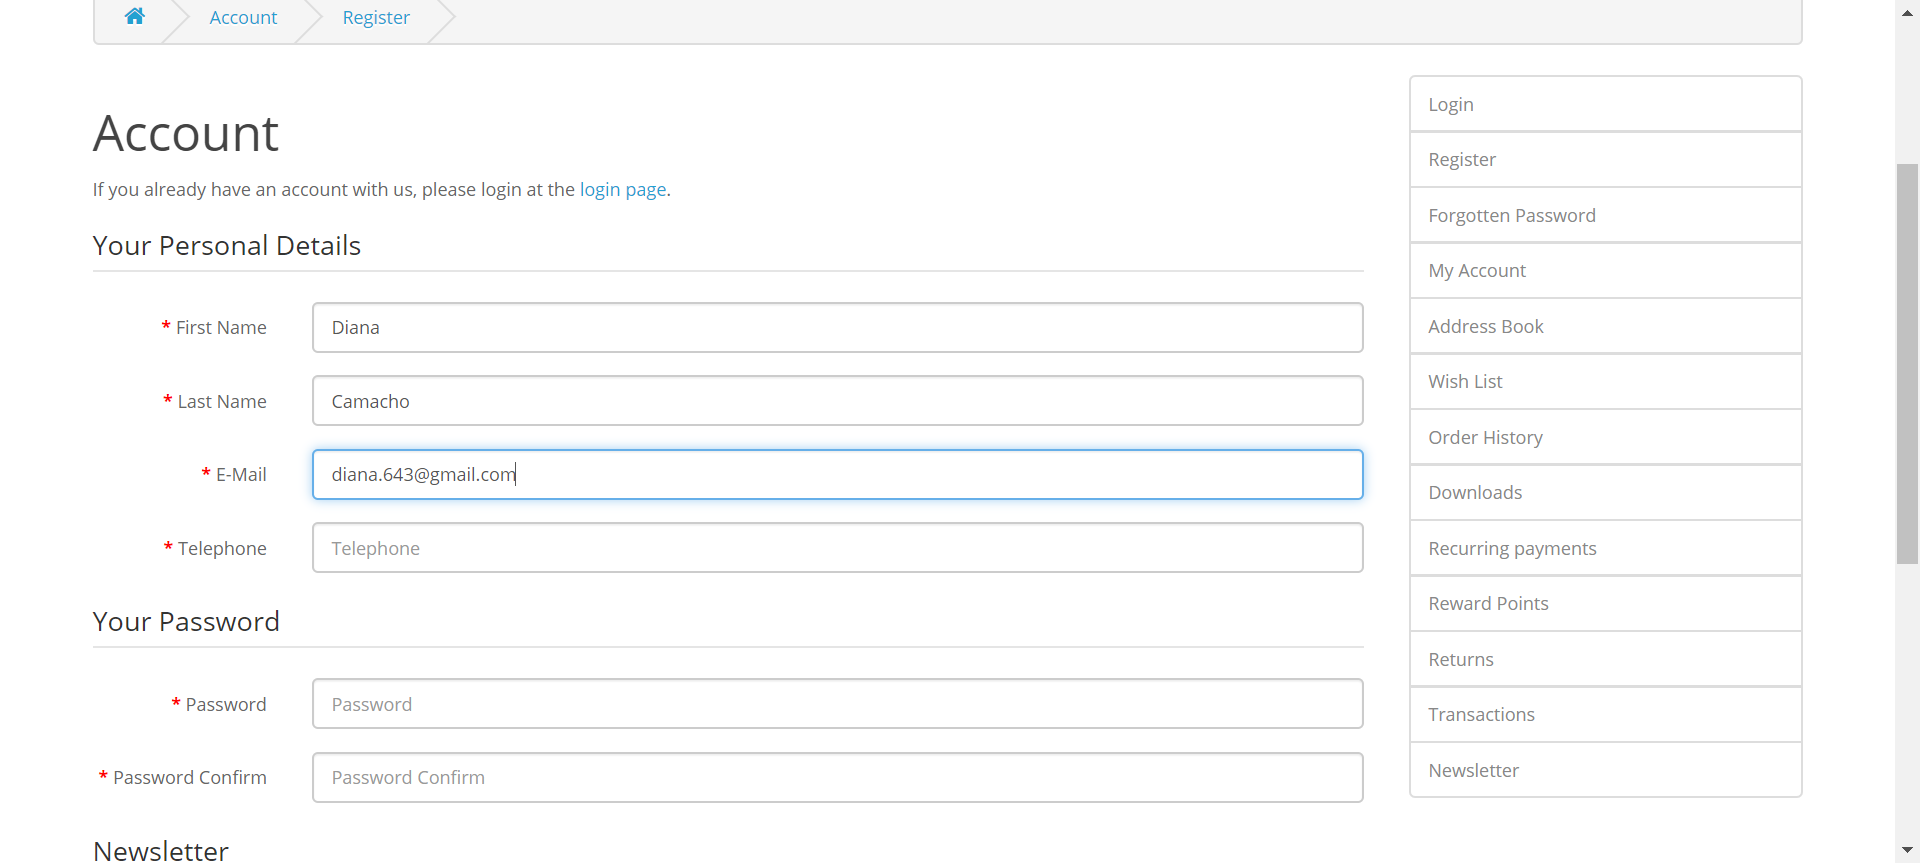 Account
Register
Account
If you already have an account with us, please login at the login page.
Your Personal Details
* First Name
Diana
* Last Name
Camacho
* E-Mail
diana.643@gmail.com
* Telephone
Telephone
Your Password
* Password
Password
* Password Confirm
Password Confirm
Newsletter
Login
Register
Forgotten Password
My Account
Address Book
Wish List
Order History
Downloads
Recurring payments
Reward Points
Returns
Transactions
Newsletter